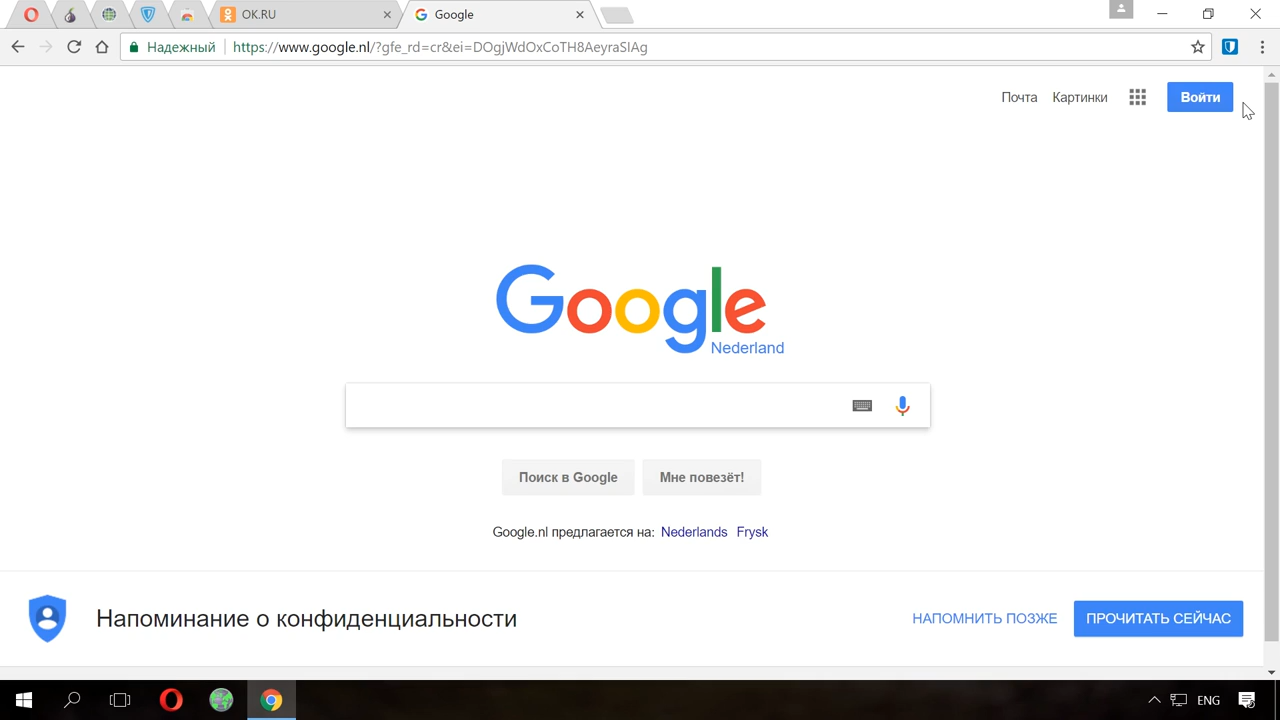 OK.RU
Google
Надежный
https://www.google.nl/?gfe_rd=cr&ei=DOgjWdOxCoTH8AeyraSIAg
Почта Картинки Войти
Google
Nederland
Поиск в Google Мне повезёт!
Google.nl предлагается на: Nederlands Frysk
Напоминание о конфиденциальности
НАПОМНИТЬ ПОЗЖЕ ПРОЧИТАТЬ СЕЙЧАС
ENG